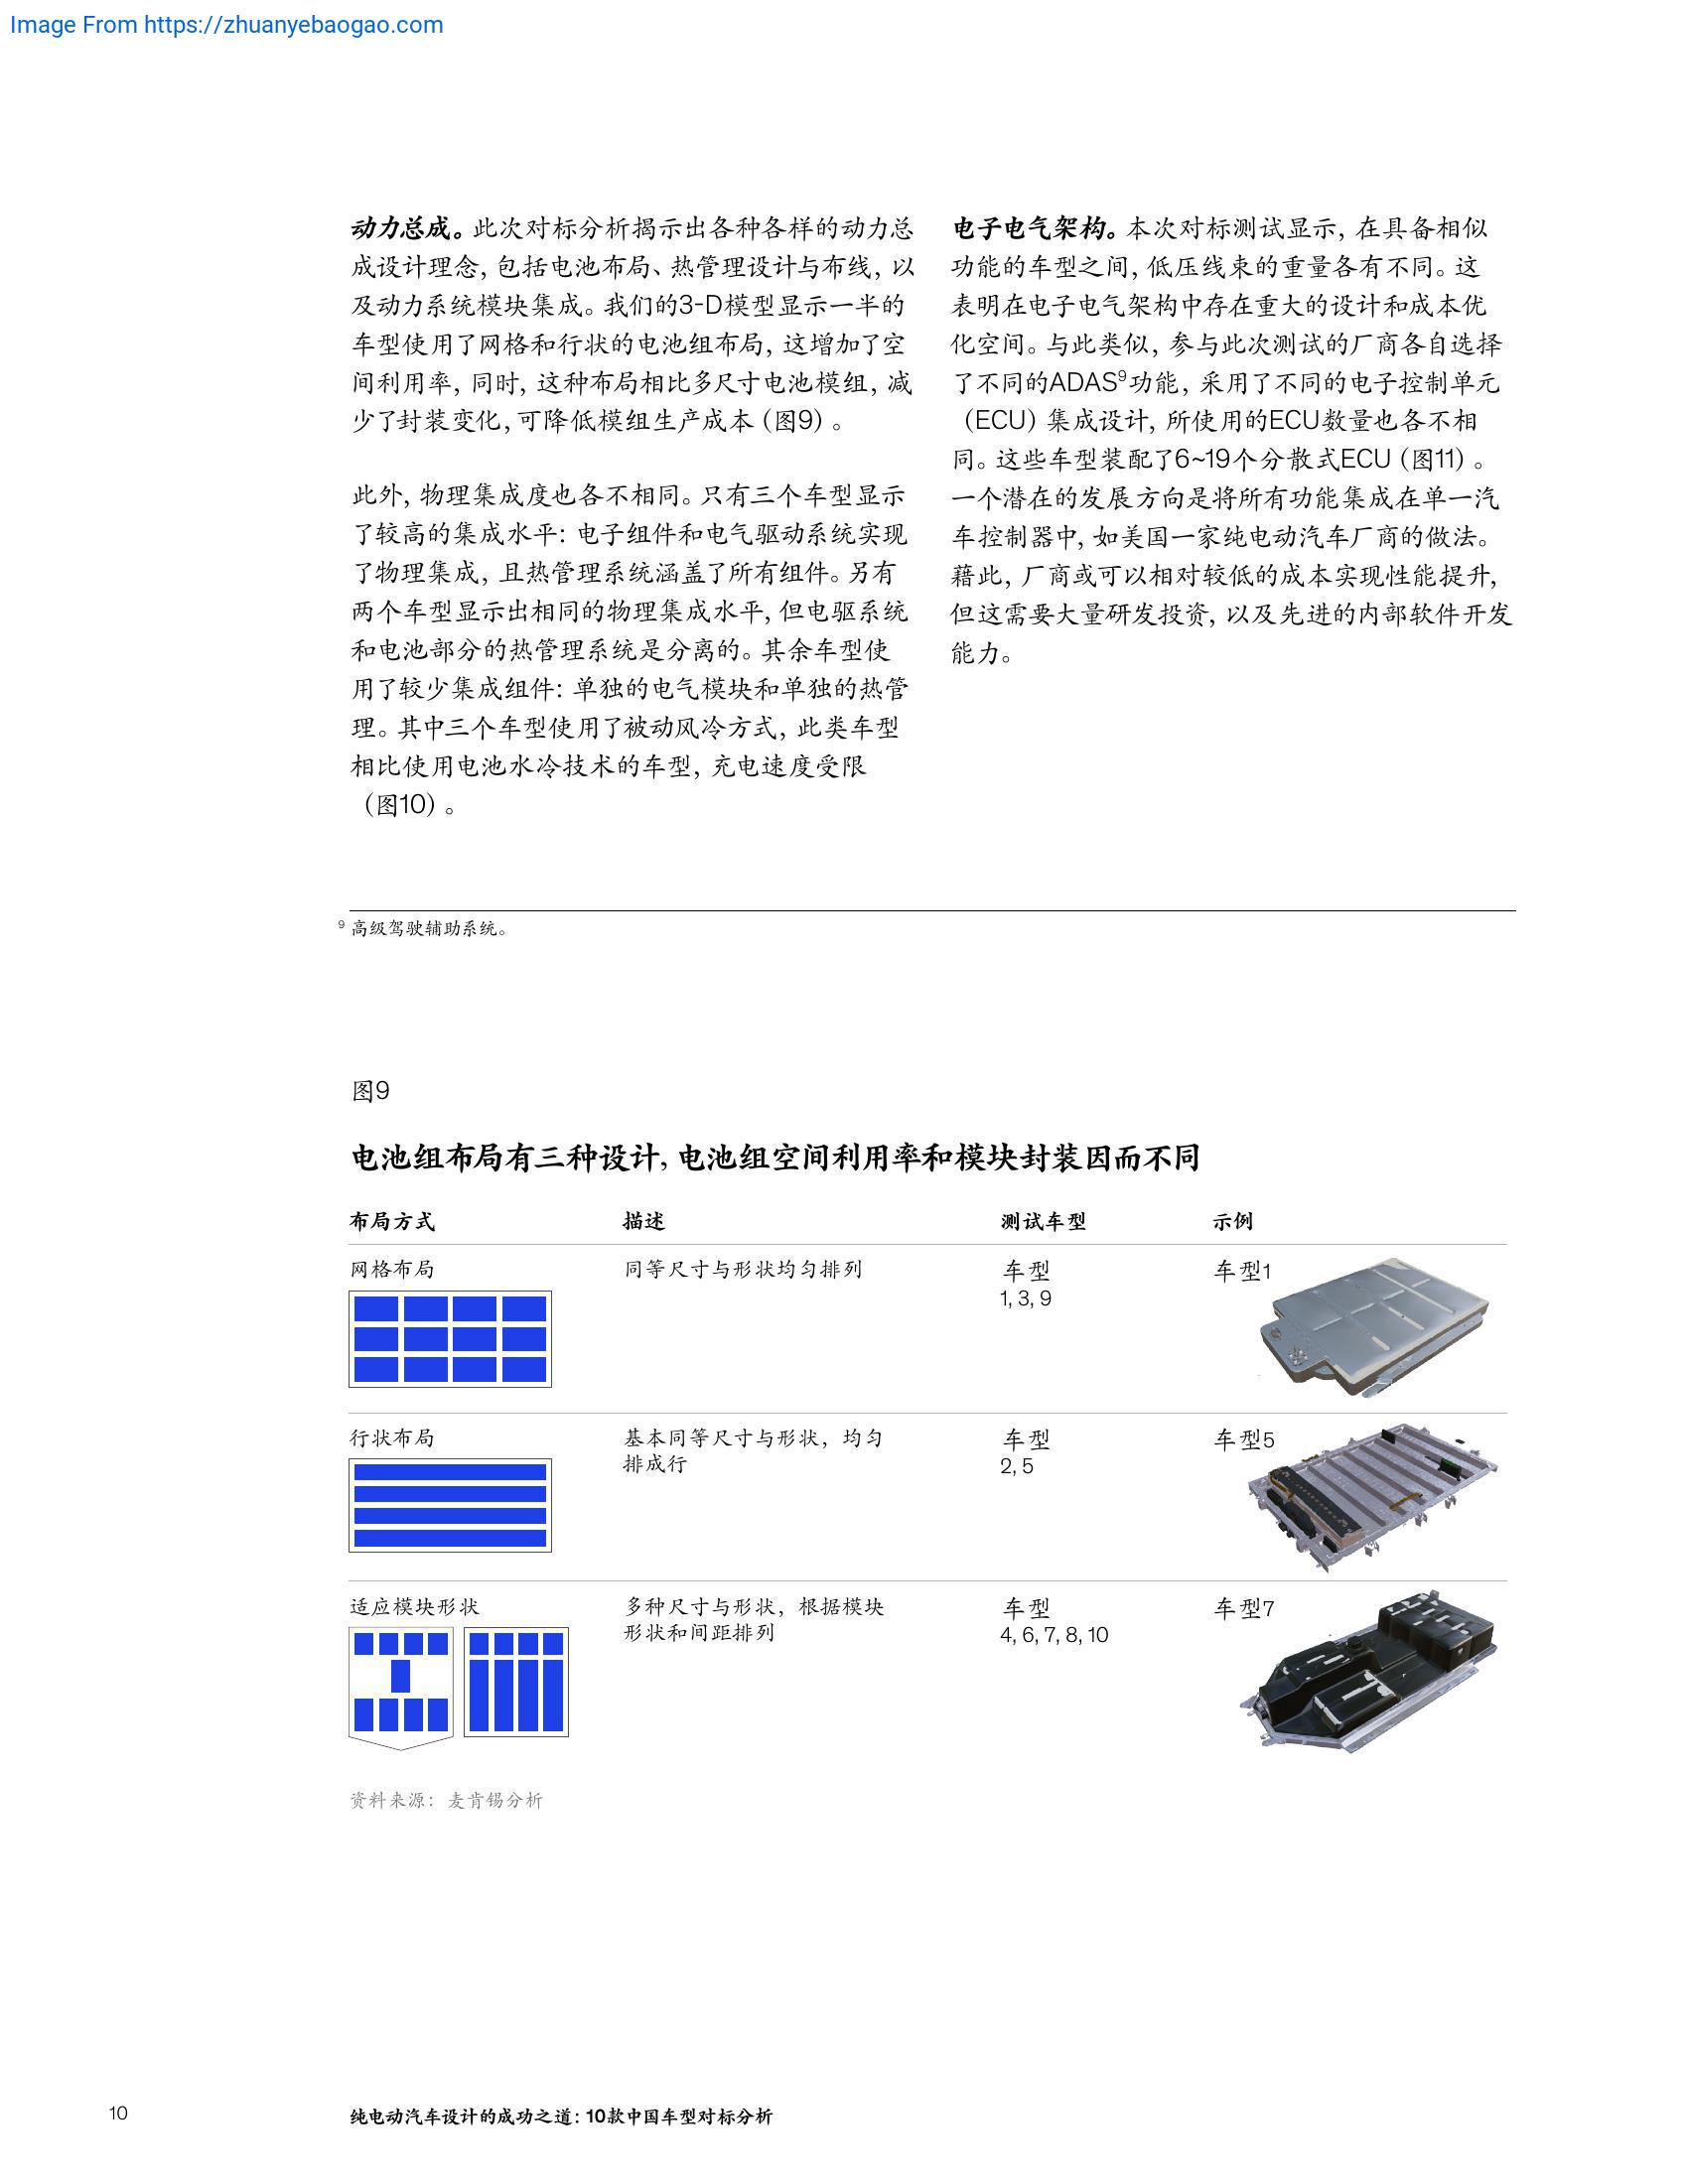 Image From https://zhuanyebaogao.com
动力总成。此次对标分析揭示出各种各样的动力总
成设计理念, 包括电池布局、热管理设计与布线, 以
及动力系统模块集成。我们的3-D模型显示一半的
车型使用了网格和行状的电池组布局, 这增加了空
间利用率, 同时, 这种布局相比多尺寸电池模组, 减
少了封装变化, 可降低模组生产成本 (图9) 。
此外, 物理集成度也各不相同。只有三个车型显示
了较高的集成水平: 电子组件和电气驱动系统实现
了物理集成, 且热管理系统涵盖了所有组件。另有
两个车型显示出相同的物理集成水平, 但电驱系统
和电池部分的热管理系统是分离的。其余车型使
用了较少集成组件: 单独的电气模块和单独的热管
理。其中三个车型使用了被动风冷方式, 此类车型
相比使用电池水冷技术的车型, 充电速度受限
(图10) 。
电子电气架构。本次对标测试显示, 在具备相似
功能的车型之间, 低压线束的重量各有不同。这
表明在电子电气架构中存在重大的设计和成本优
化空间。与此类似, 参与此次测试的厂商各自选择
了不同的ADAS⁹功能, 采用了不同的电子控制单元
(ECU) 集成设计, 所使用的ECU数量也各不相
同。这些车型装配了6~19个分散式ECU (图11) 。
一个潜在的发展方向是将所有功能集成在单一汽
车控制器中, 如美国一家纯电动汽车厂商的做法。
藉此, 厂商或可以相对较低的成本实现性能提升,
但这需要大量研发投资, 以及先进的内部软件开发
能力。
⁹ 高级驾驶辅助系统。
图9
电池组布局有三种设计, 电池组空间利用率和模块封装因而不同
布局方式 描述 测试车型 示例
网格布局 同等尺寸与形状均匀排列 车型 车型1
1, 3, 9
行状布局 基本同等尺寸与形状, 均匀 车型 车型5
排成行 2, 5
适应模块形状 多种尺寸与形状, 根据模块 车型 车型7
形状和间距排列 4, 6, 7, 8, 10
资料来源: 麦肯锡分析
10 纯电动汽车设计的成功之道: 10款中国车型对标分析